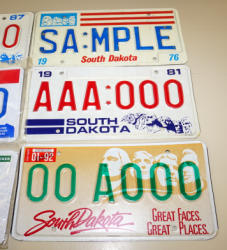 87
SA:MPLE
19 South Dakota 76
19 81
AAA:000
SOUTH
DAKOTA
01-92
00 A000
South Dakota
GREAT FACES.
GREAT PLACES.